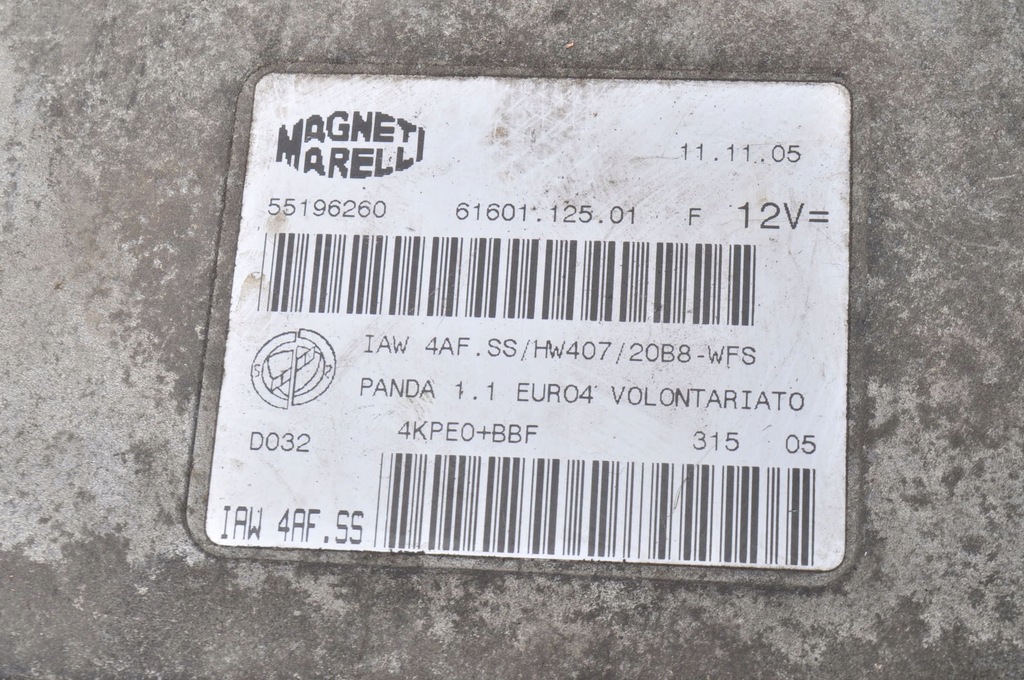 MAGNETI
MARELLI
11.11.05
55196260 61601.125.01 F 12V=
IAW 4AF.SS/HW407/20B8-WFS
PANDA 1.1 EURO4 VOLONTARIATO
D032 4KPE0+BBF 315 05
IAW 4AF.SS